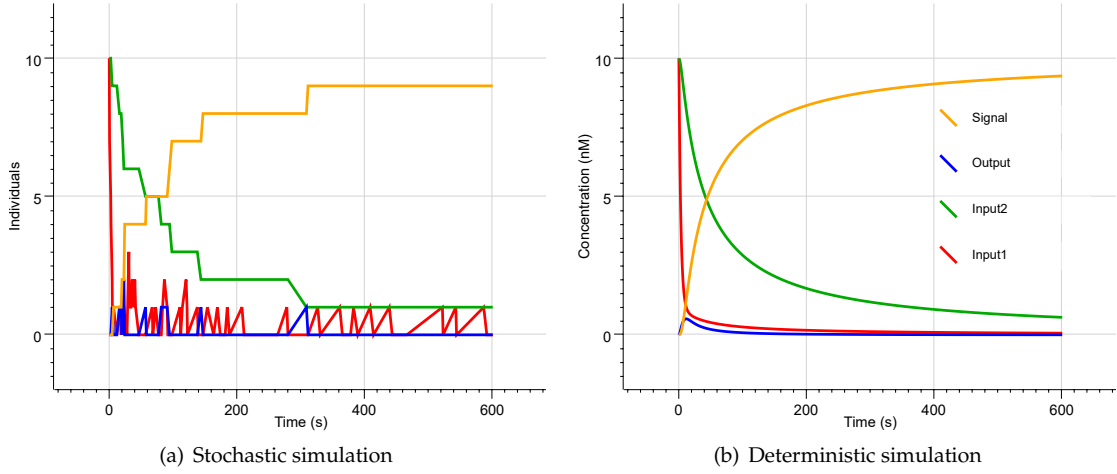 10
5
0
Individuals
0
200
400
600
Time (s)
(a) Stochastic simulation
10
5
0
Concentration (nM)
Signal
Output
Input2
Input1
0
200
400
600
Time (s)
(b) Deterministic simulation